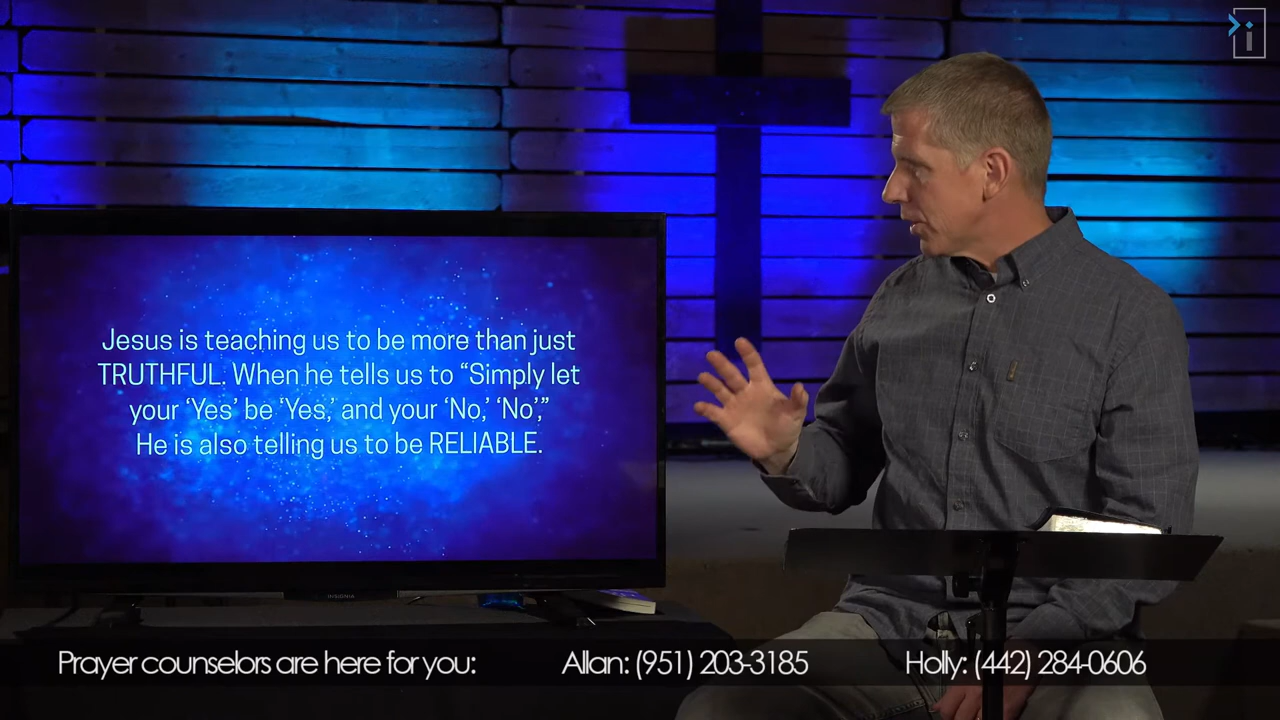 Jesus is teaching us to be more than just
TRUTHFUL. When he tells us to “Simply let
your ‘Yes’ be ‘Yes,’ and your ‘No,’ ‘No’,”
He is also telling us to be RELIABLE.
INSIGNIA
Prayer counselors are here for you: Allan: (951) 203-3185 Holly: (442) 284-0606